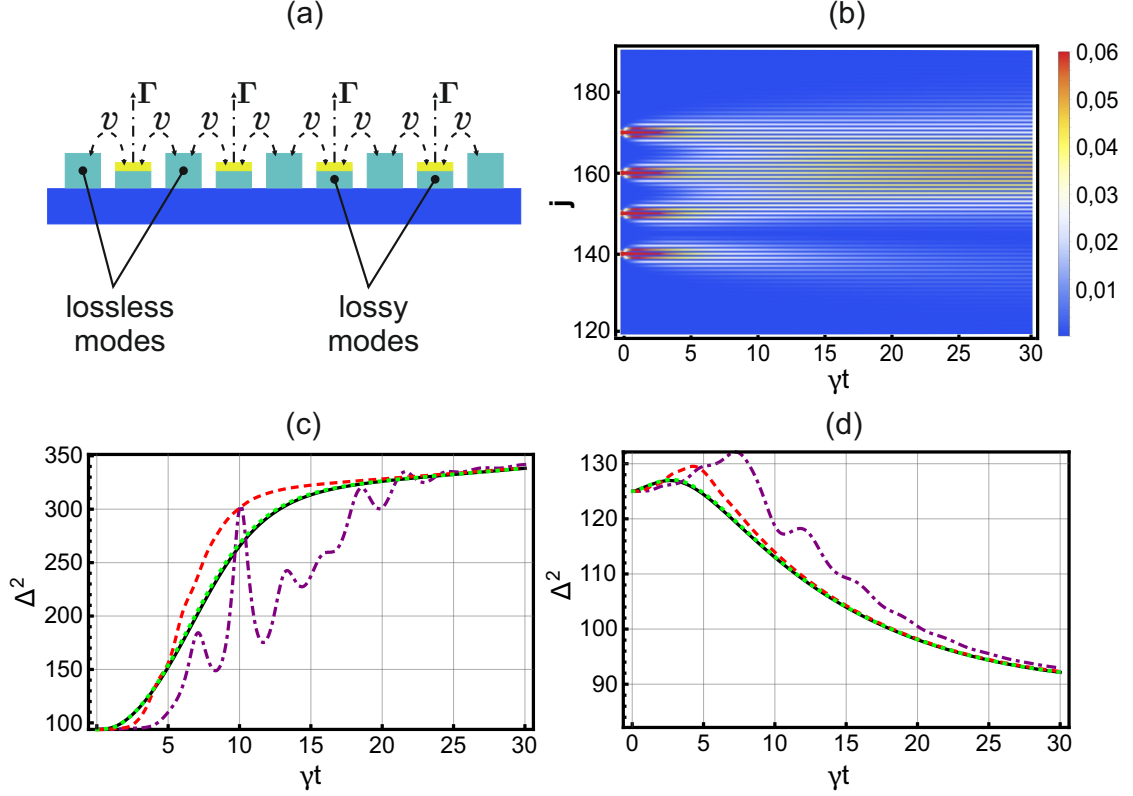 (a)
Γ Γ Γ Γ
v v v v v v v v
lossless modes
lossy modes
(b)
j
180
160
140
120
0 5 10 15 20 25 30
γt
0,06
0,05
0,04
0,03
0,02
0,01
(c)
Δ²
350
300
250
200
150
100
5 10 15 20 25 30
γt
(d)
Δ²
130
120
110
100
90
0 5 10 15 20 25 30
γt